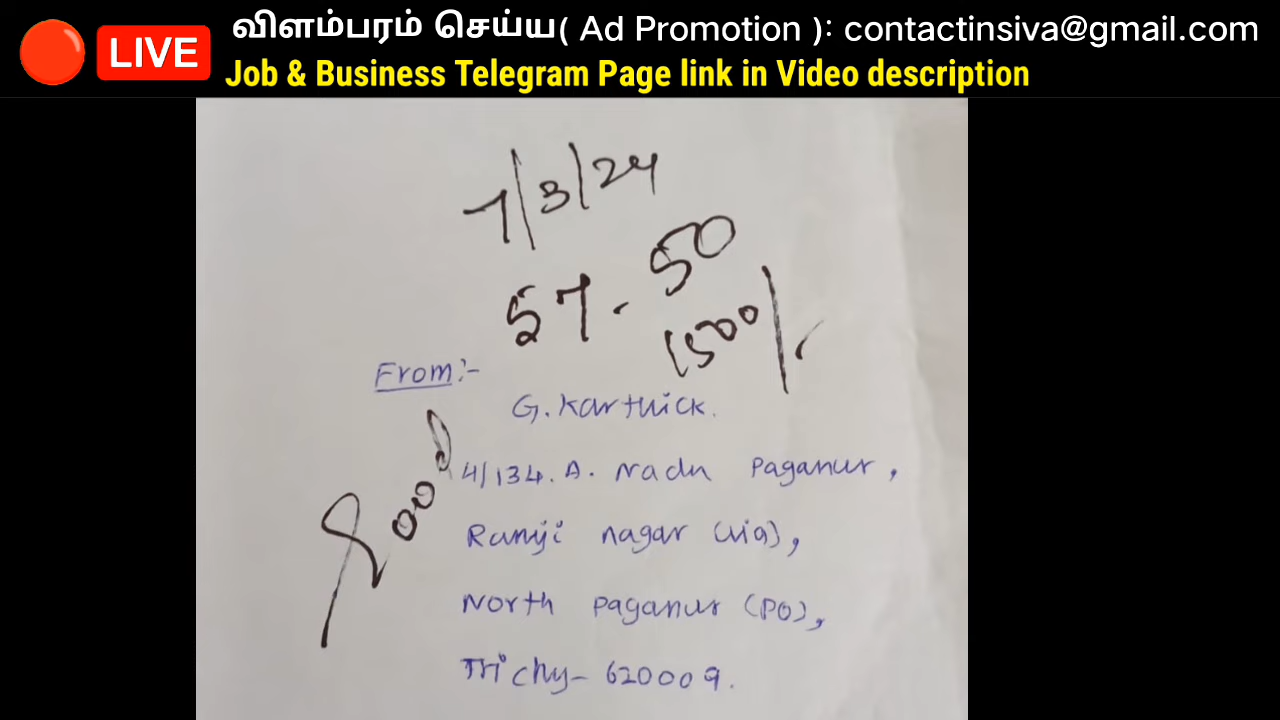 LIVE
விளம்பரம் செய்ய( Ad Promotion ): contactinsiva@gmail.com
Job & Business Telegram Page link in Video description
7/3/24
57.50
1500/-
From:-
G. Karthick.
Good
4/134. A. Nadu Paganur,
Ramji nagar (via),
North Paganur (PO),
Trichy- 620009.